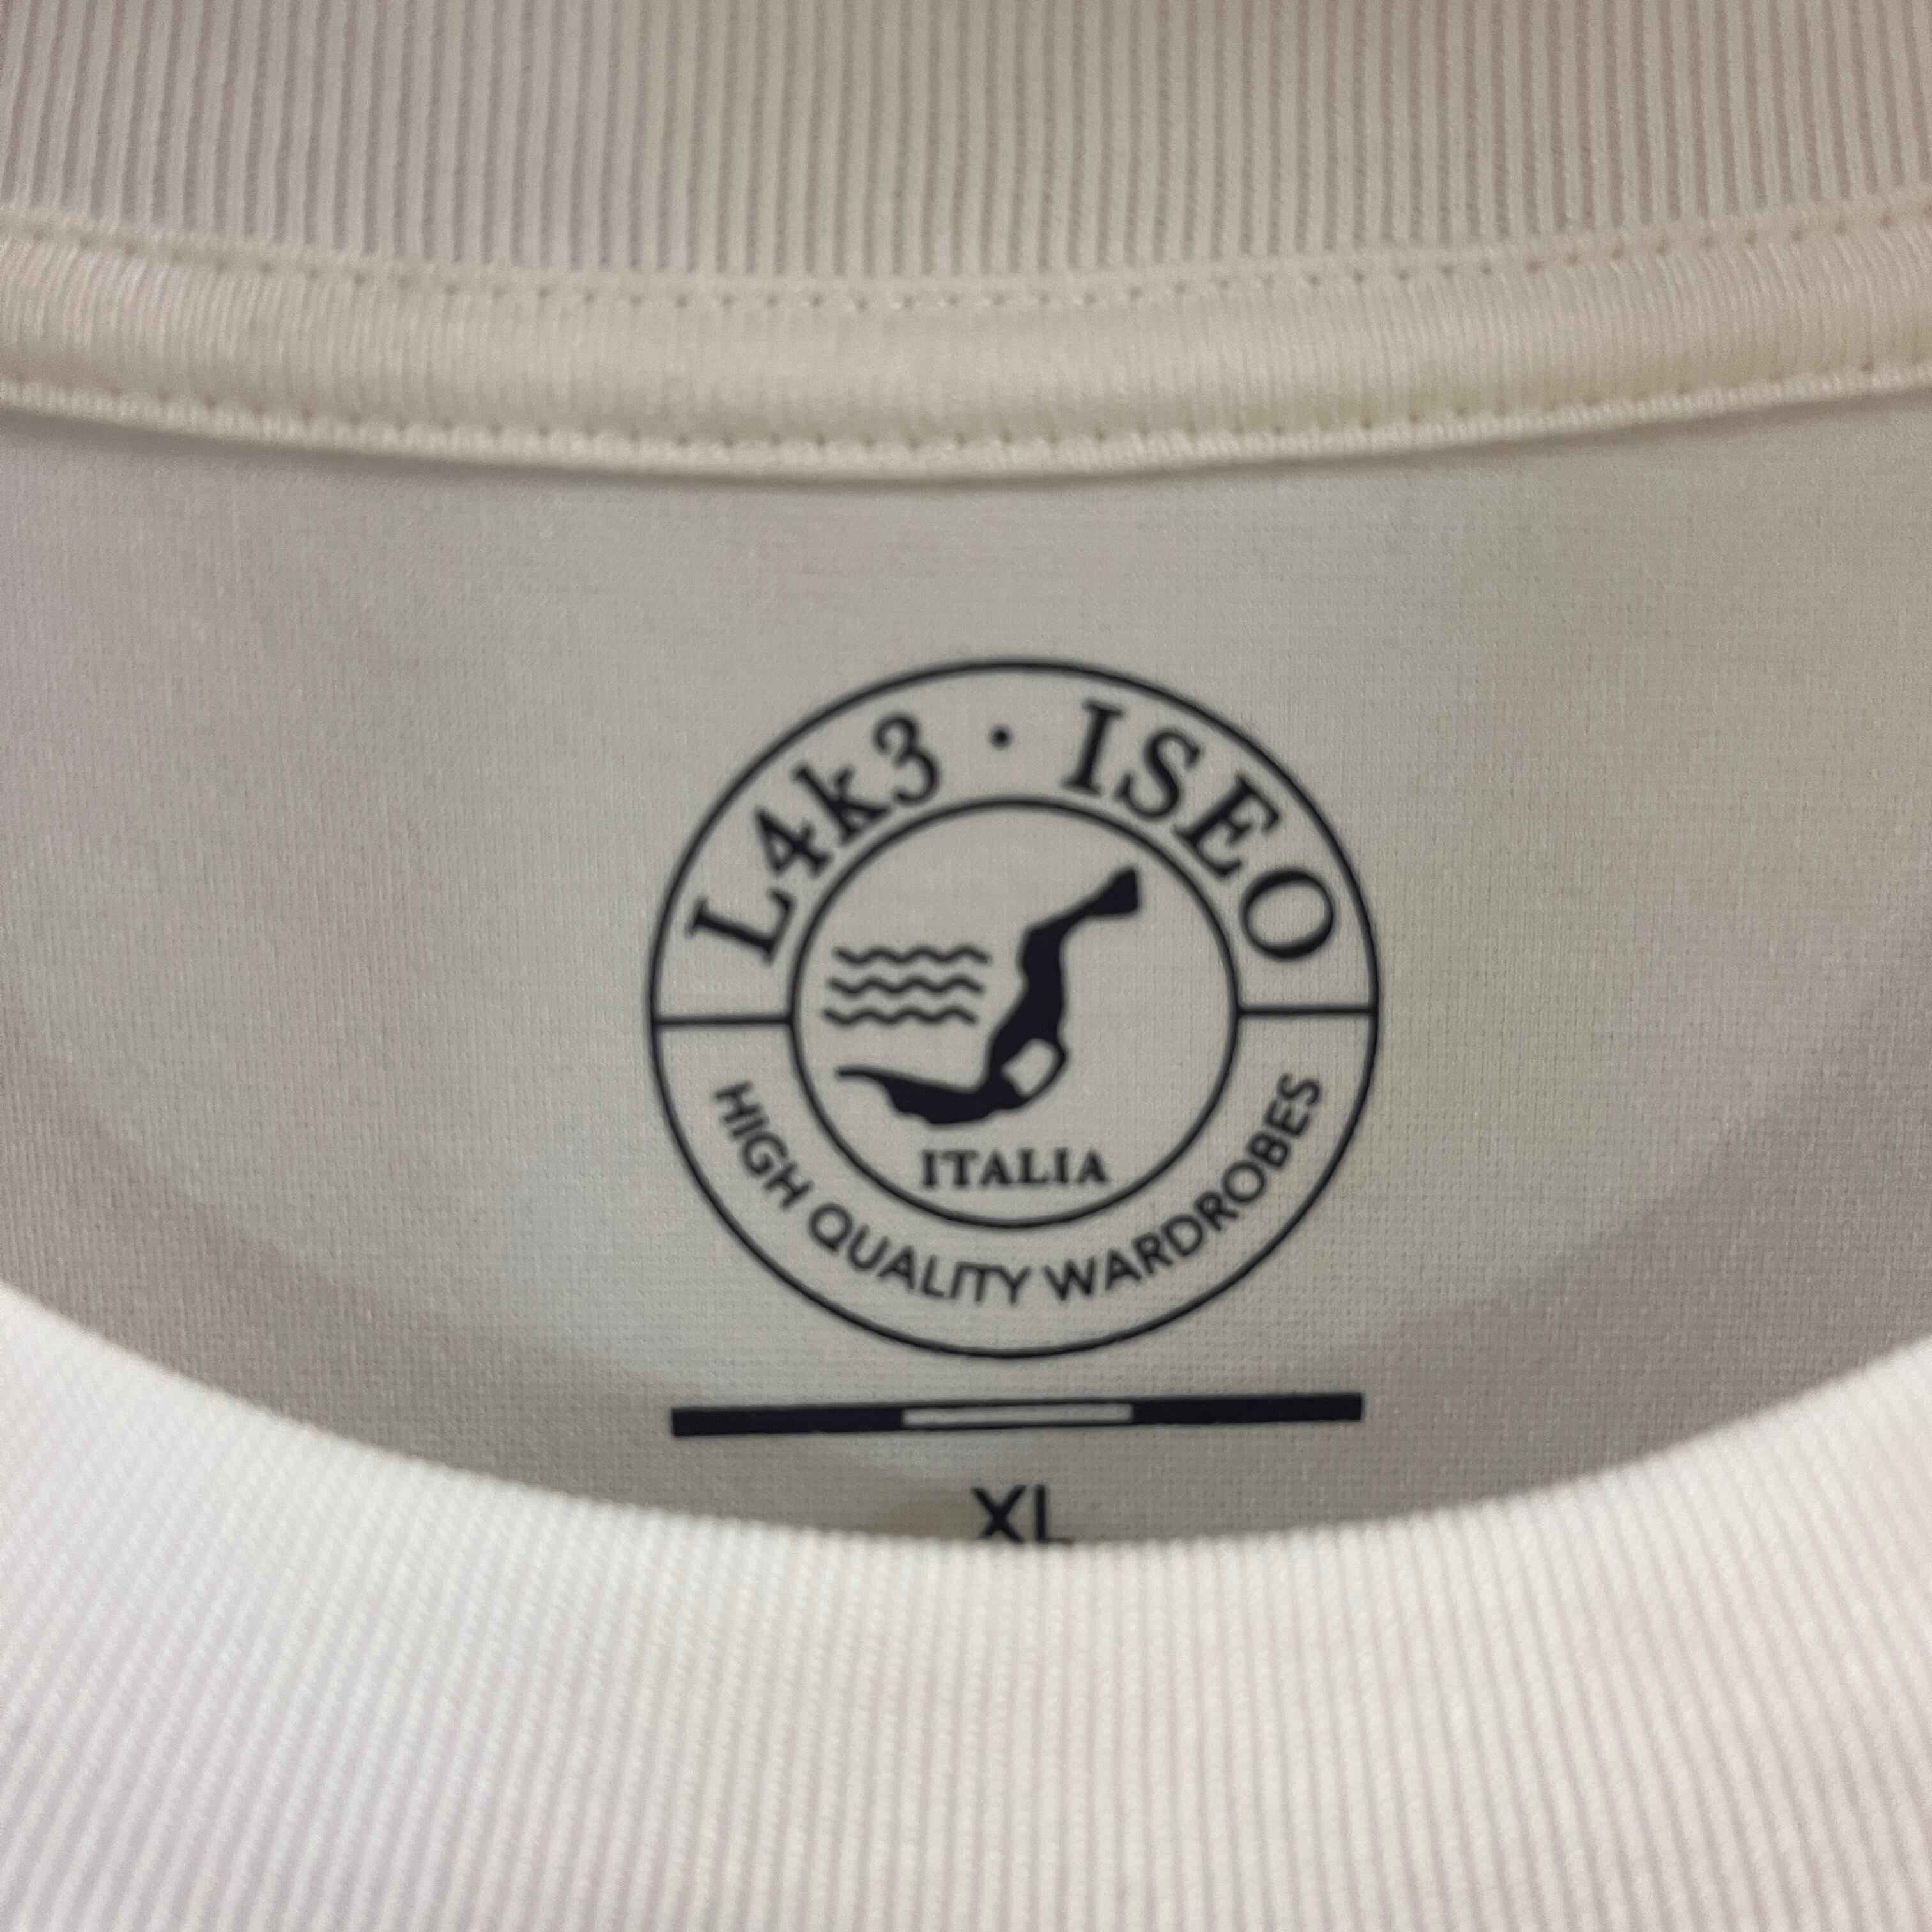 L4k3 · ISEO
ITALIA
HIGH QUALITY WARDROBES
XL